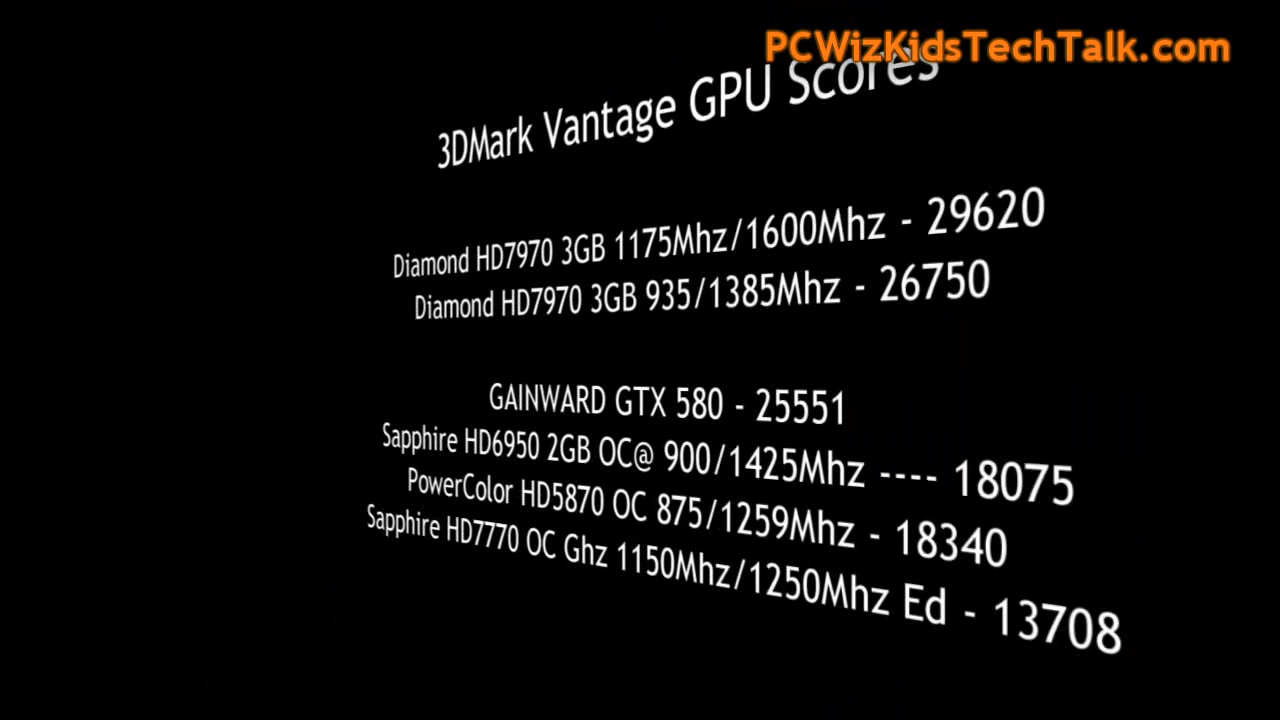 PCWizKidsTechTalk.com
3DMark Vantage GPU Scores
Diamond HD7970 3GB 1175Mhz/1600Mhz - 29620
Diamond HD7970 3GB 935/1385Mhz - 26750
GAINWARD GTX 580 - 25551
Sapphire HD6950 2GB OC@ 900/1425Mhz ---- 18075
PowerColor HD5870 OC 875/1259Mhz - 18340
Sapphire HD7770 OC Ghz 1150Mhz/1250Mhz Ed - 13708